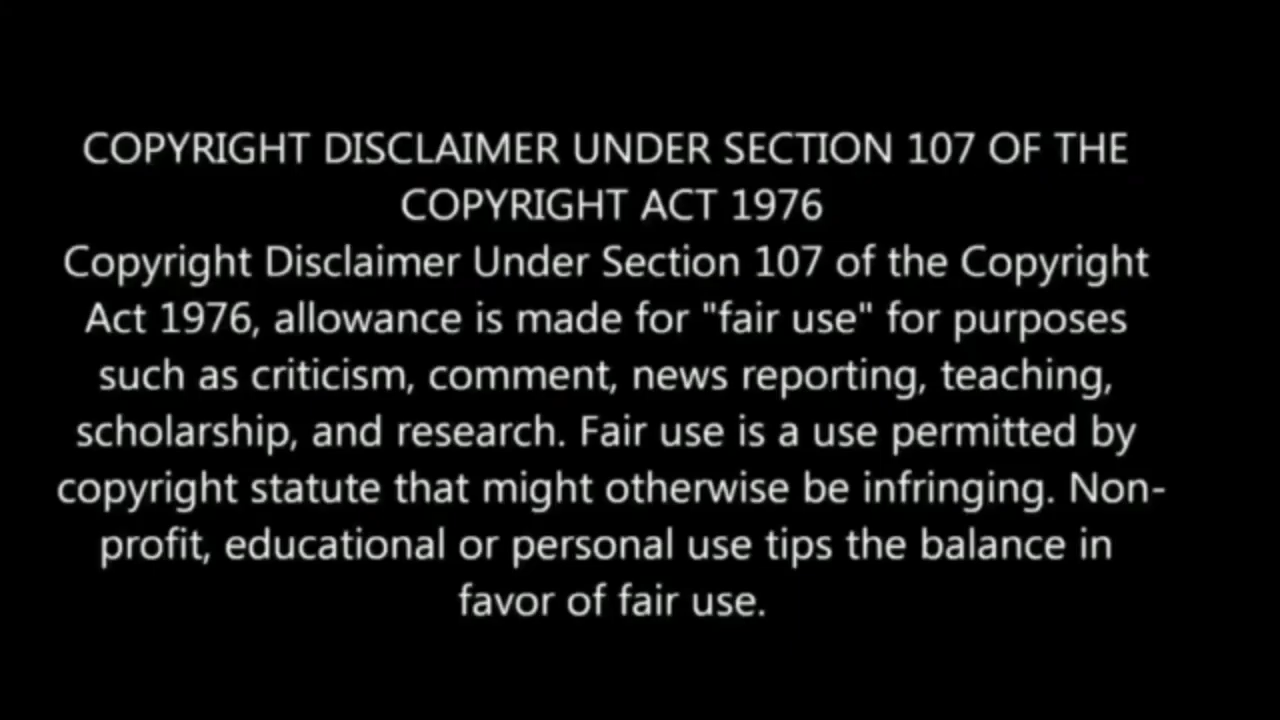 COPYRIGHT DISCLAIMER UNDER SECTION 107 OF THE
COPYRIGHT ACT 1976
Copyright Disclaimer Under Section 107 of the Copyright
Act 1976, allowance is made for "fair use" for purposes
such as criticism, comment, news reporting, teaching,
scholarship, and research. Fair use is a use permitted by
copyright statute that might otherwise be infringing. Non-
profit, educational or personal use tips the balance in
favor of fair use.